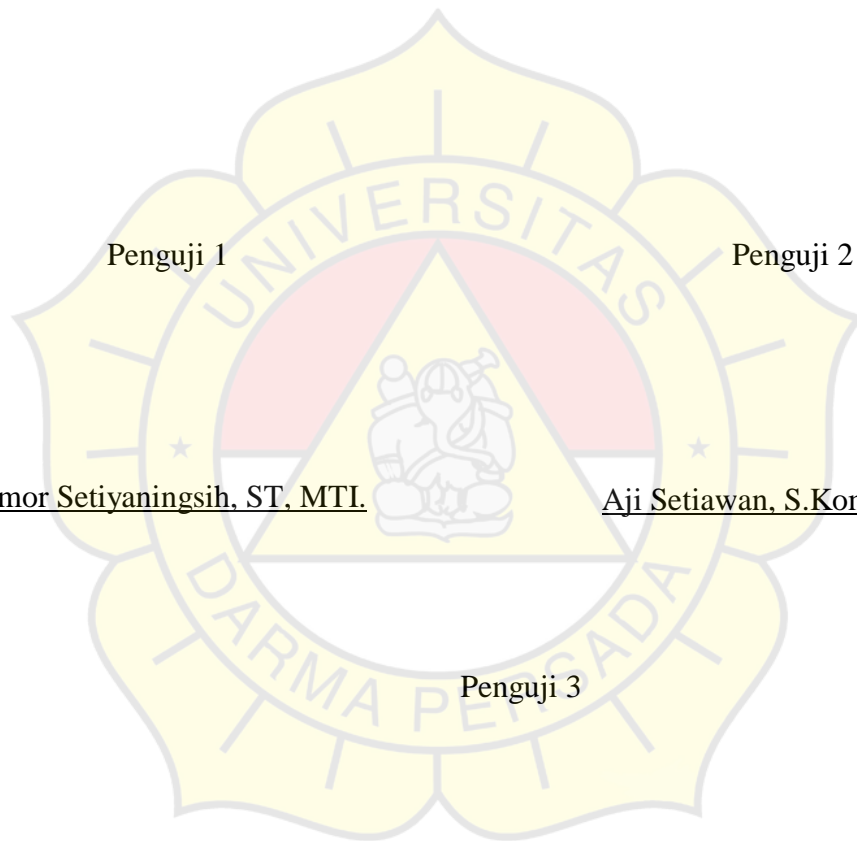 UNIVERSITAS
Penguji 1 Penguji 2
Setiyaningsih, ST, MTI. Aji Setiawan,
DARMA PERSADA
Penguji 3